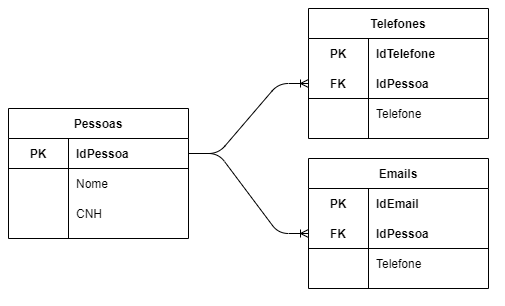 Pessoas
PK IdPessoa
Nome
CNH
Telefones
PK IdTelefone
FK IdPessoa
Telefone
Emails
PK IdEmail
FK IdPessoa
Telefone